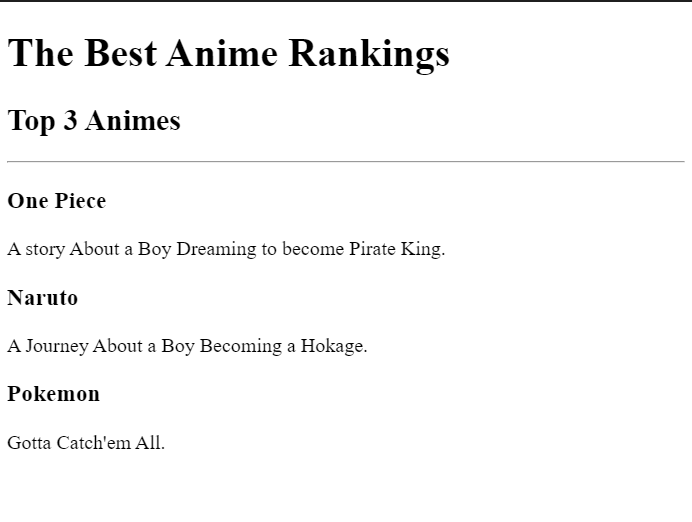 The Best Anime Rankings
Top 3 Animes
One Piece
A story About a Boy Dreaming to become Pirate King.
Naruto
A Journey About a Boy Becoming a Hokage.
Pokemon
Gotta Catch'em All.